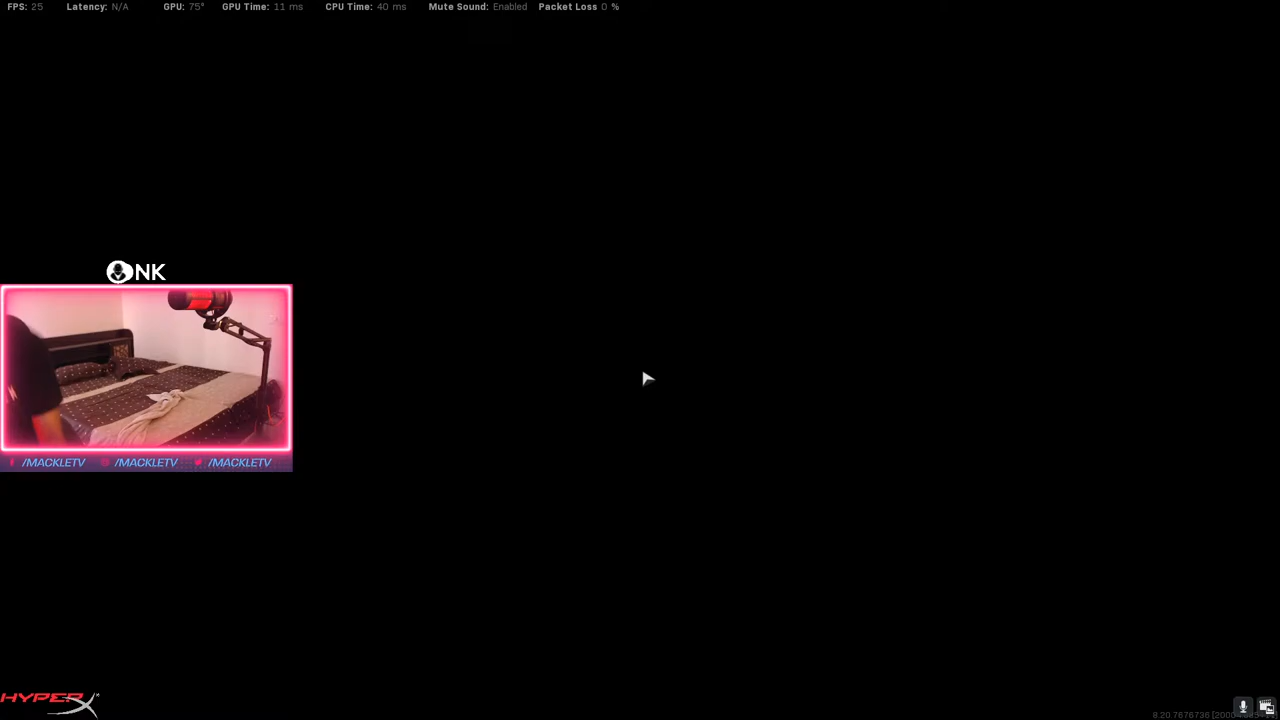 FPS: 25 Latency: N/A GPU: 75° GPU Time: 11 ms CPU Time: 40 ms Mute Sound: Enabled Packet Loss 0 %
NK
/MACKLETV /MACKLETV /MACKLETV
HYPERX